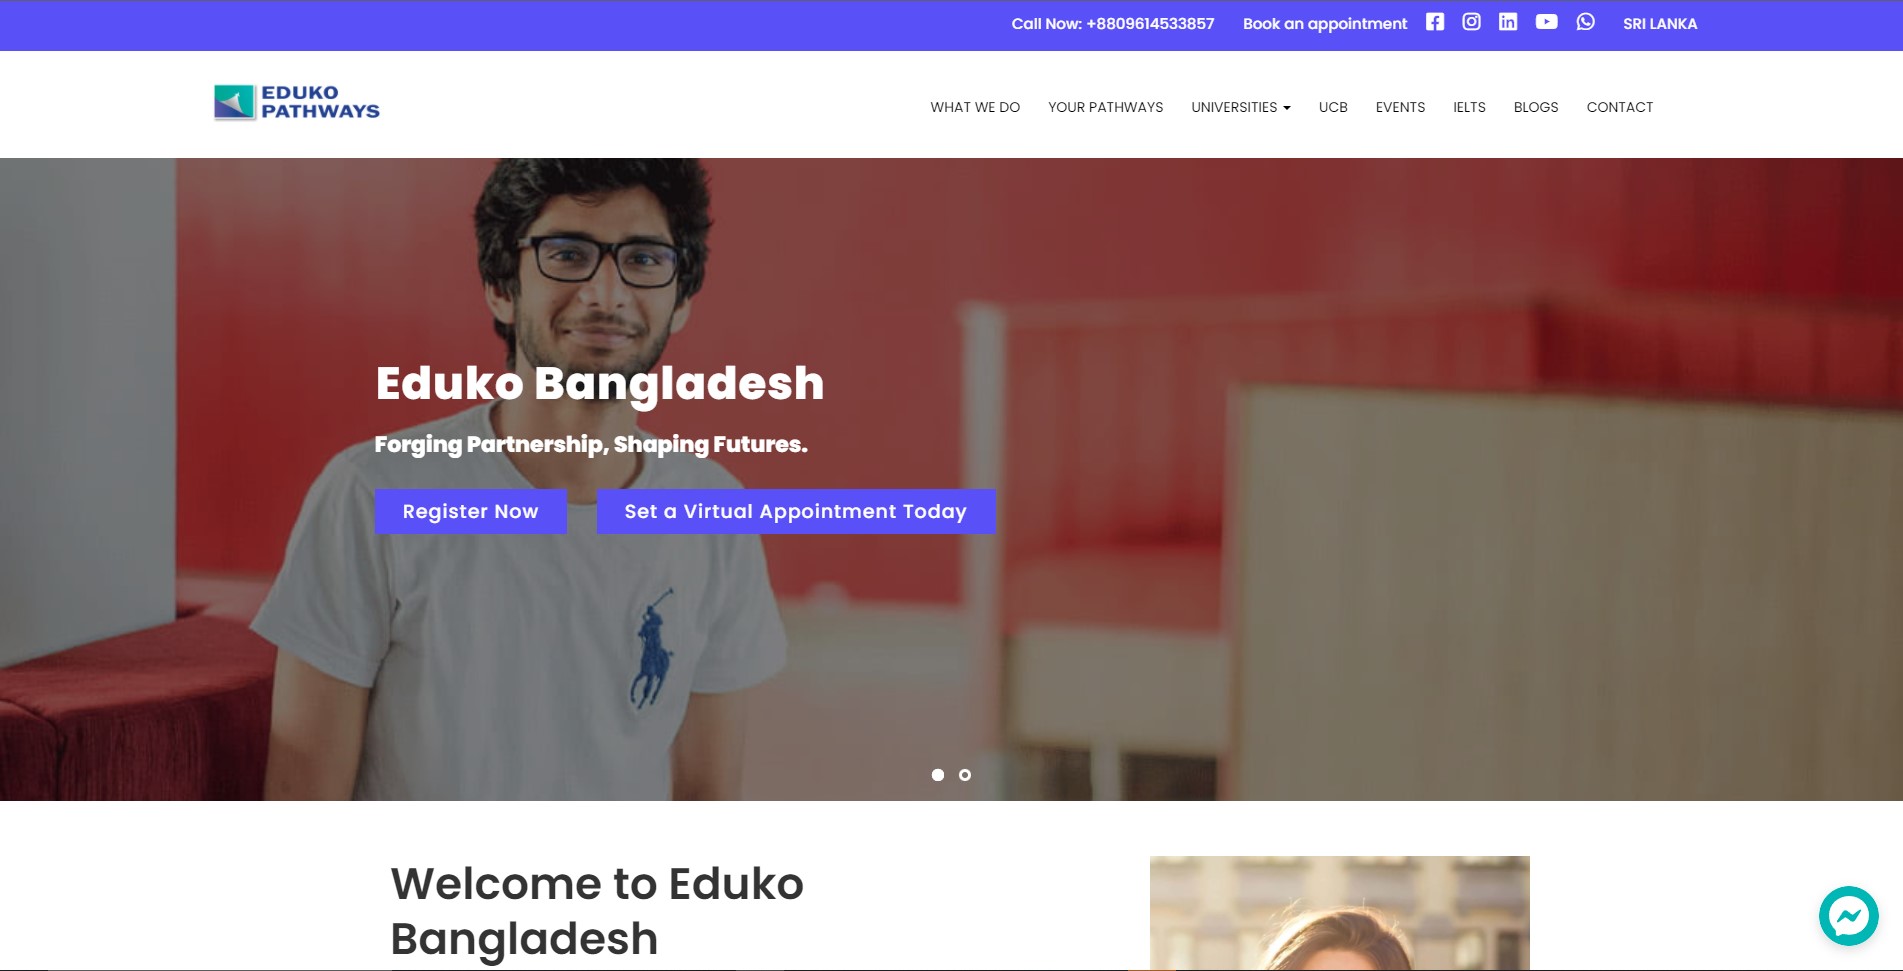 Call Now: +8809614533857 Book an appointment SRI LANKA
EDUKO
PATHWAYS
WHAT WE DO YOUR PATHWAYS UNIVERSITIES UCB EVENTS IELTS BLOGS CONTACT
Eduko Bangladesh
Forging Partnership, Shaping Futures.
Register Now Set a Virtual Appointment Today
Welcome to Eduko
Bangladesh